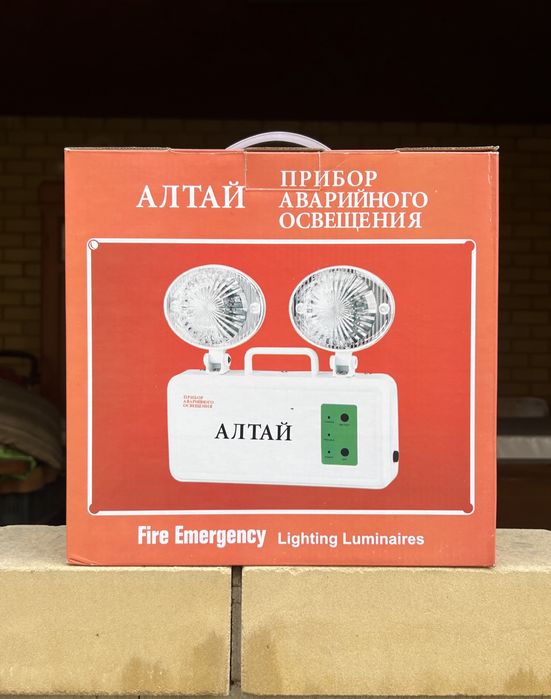 АЛТАЙ
ПРИБОР
АВАРИЙНОГО
ОСВЕЩЕНИЯ
ПРИБОР
АВАРИЙНОГО
ОСВЕЩЕНИЯ
АЛТАЙ
Fire Emergency Lighting Luminaires